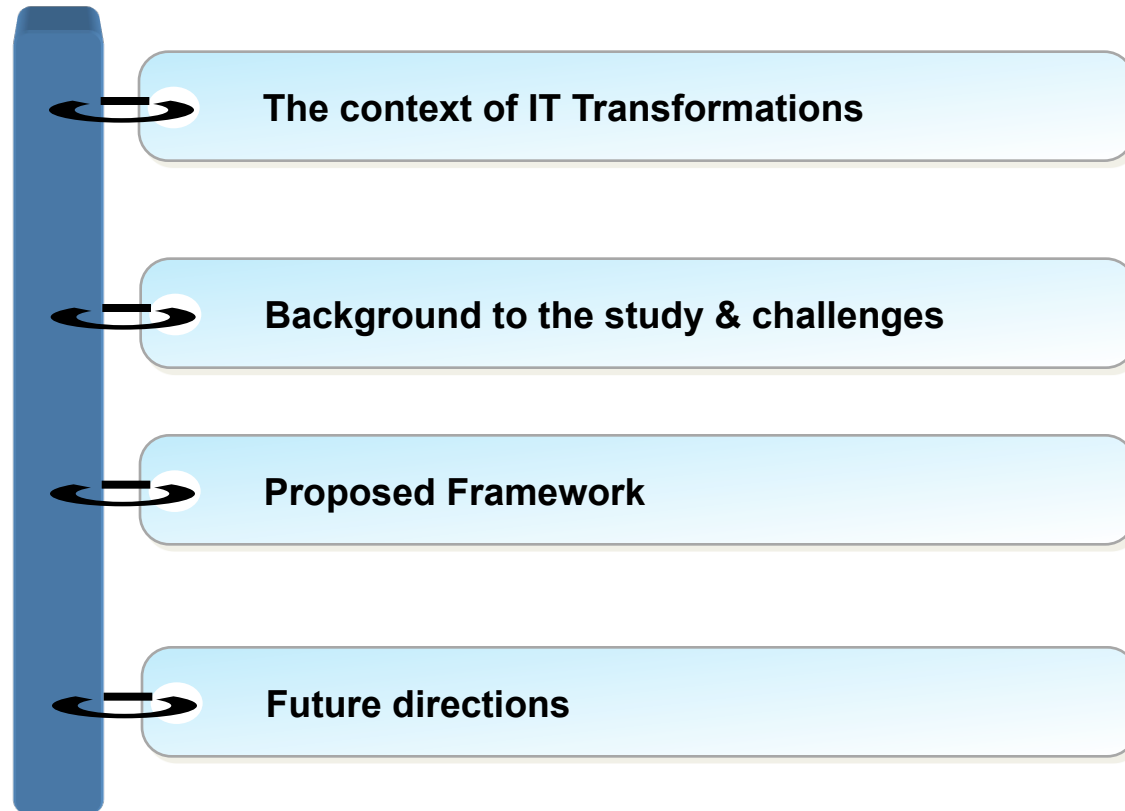 The context of IT Transformations
Background to the study & challenges
Proposed Framework
Future directions